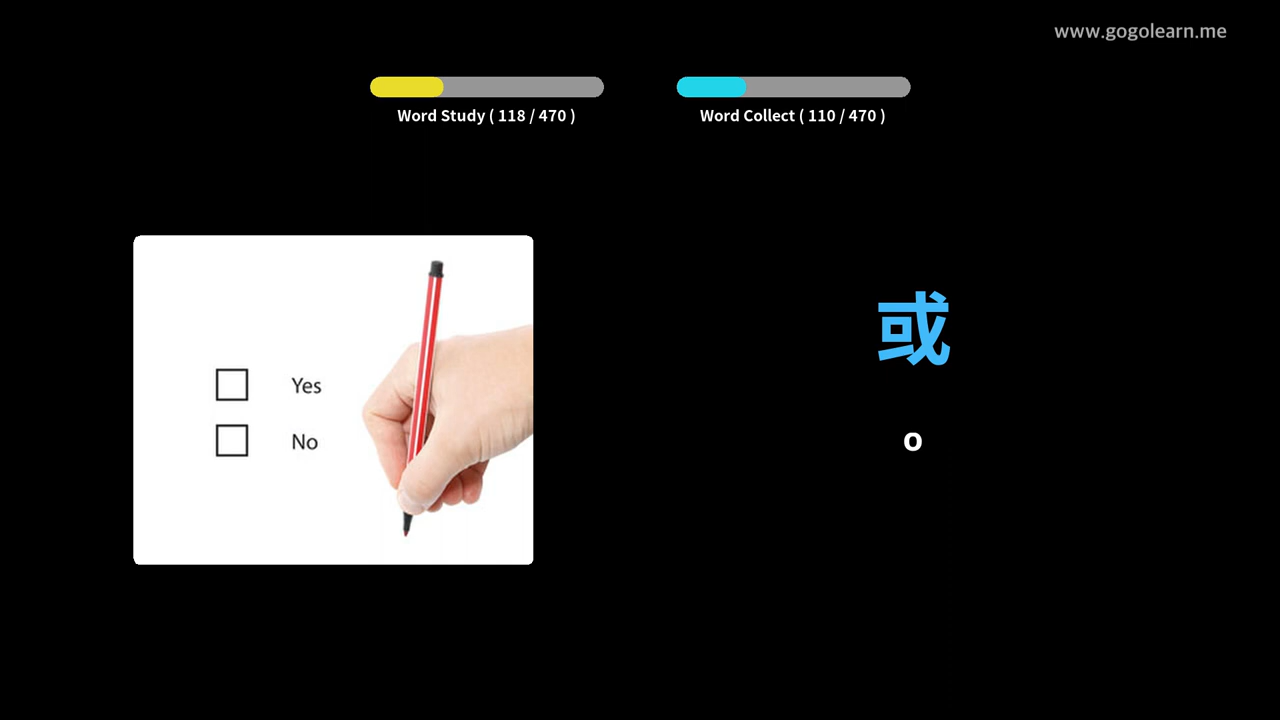 www.gogolearn.me
Word Study ( 118 / 470 )
Word Collect ( 110 / 470 )
Yes
No
或
o